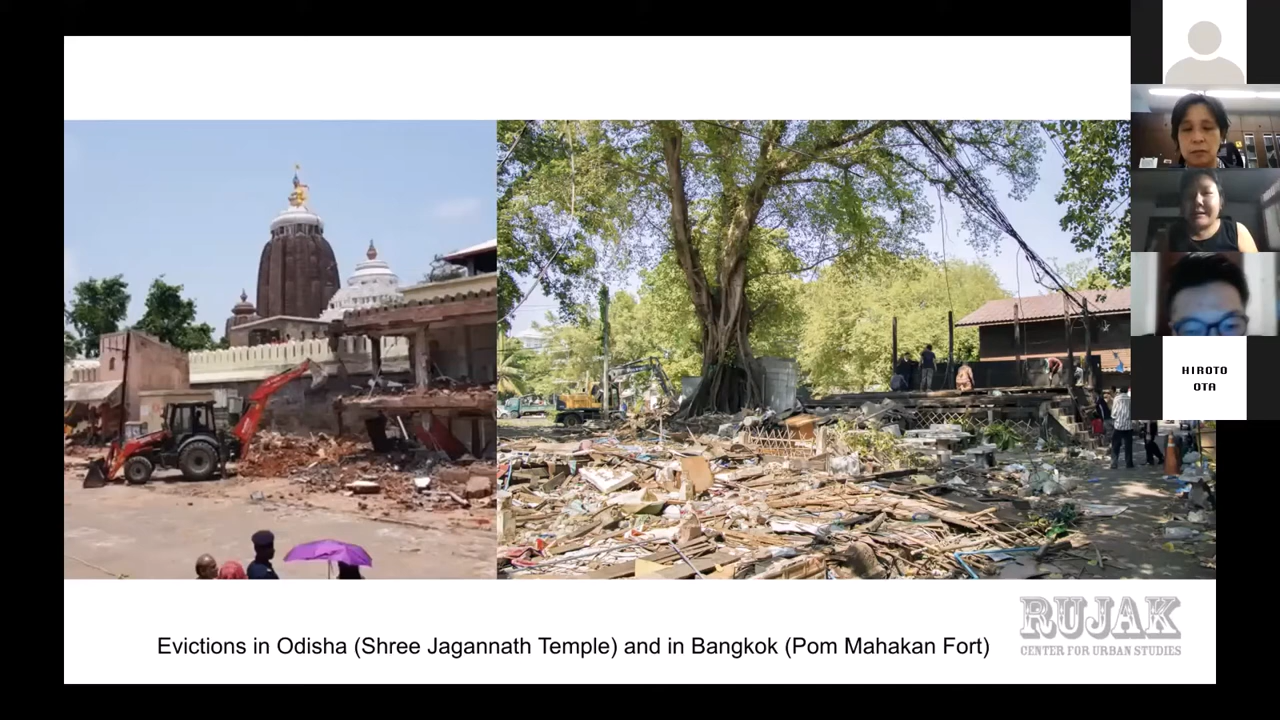 HIROTO
OTA
Evictions in Odisha (Shree Jagannath Temple) and in Bangkok (Pom Mahakan Fort)
RUJAK
CENTER FOR URBAN STUDIES